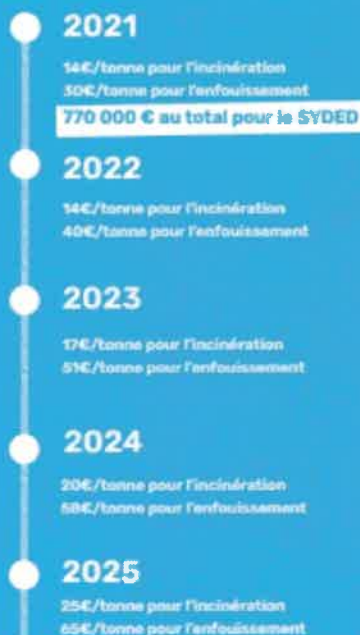 2021
14€/tonne pour l'incinération
30€/tonne pour l'enfouissement
770 000 € au total pour le SYDED
2022
14€/tonne pour l'incinération
40€/tonne pour l'enfouissement
2023
17€/tonne pour l'incinération
51€/tonne pour l'enfouissement
2024
20€/tonne pour l'incinération
58€/tonne pour l'enfouissement
2025
25€/tonne pour l'incinération
65€/tonne pour l'enfouissement